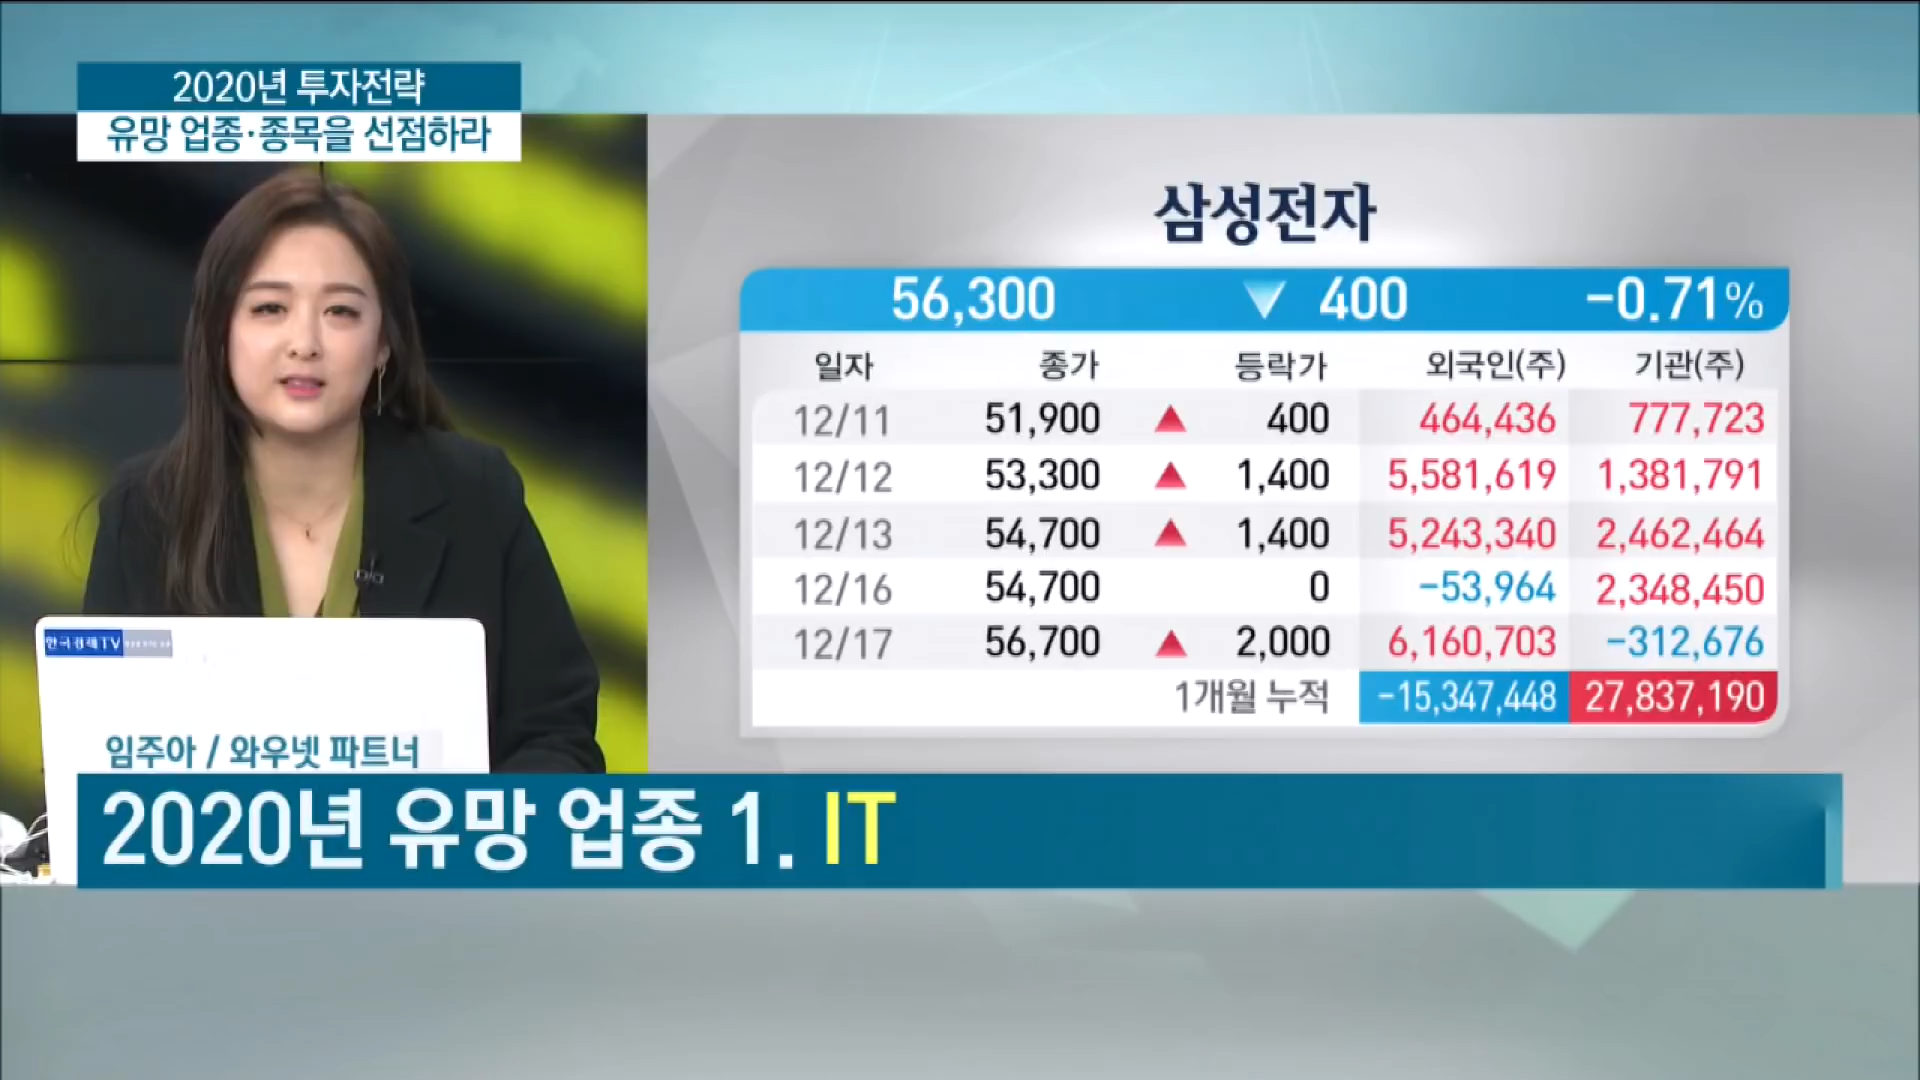 2020년 투자전략
유망 업종·종목을 선점하라
삼성전자
56,300 ▼ 400 -0.71%
일자 종가 등락가 외국인(주) 기관(주)
12/11 51,900 ▲ 400 464,436 777,723
12/12 53,300 ▲ 1,400 5,581,619 1,381,791
12/13 54,700 ▲ 1,400 5,243,340 2,462,464
12/16 54,700 0 -53,964 2,348,450
12/17 56,700 ▲ 2,000 6,160,703 -312,676
1개월 누적 -15,347,448 27,837,190
한국경제TV
임주아 / 와우넷 파트너
2020년 유망 업종 1. IT